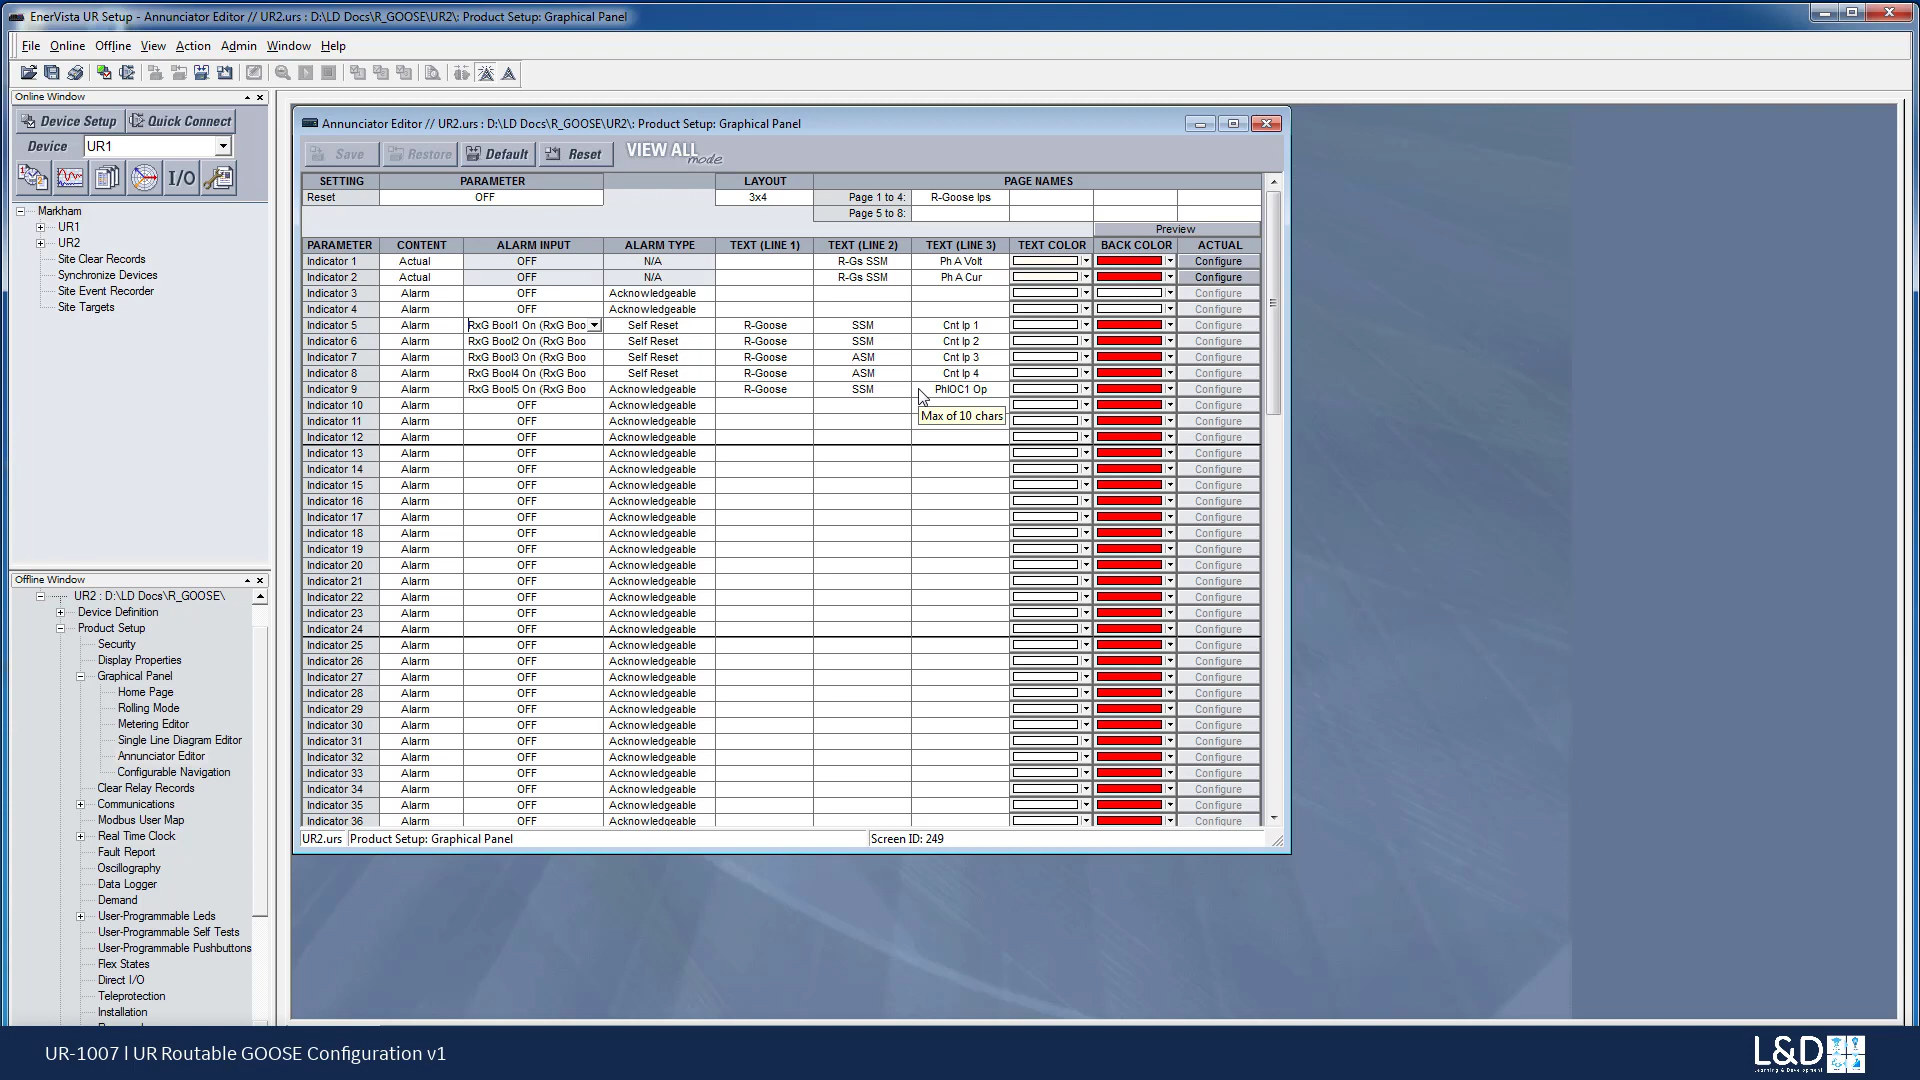 EnerVista UR Setup - Annunciator Editor // UR2.urs : D:\LD Docs\R_GOOSE\UR2\: Product Setup: Graphical Panel
File Online Offline View Action Admin Window Help
Online Window
Device Setup Quick Connect
Device UR1
I/O
Markham
UR1
UR2
Site Clear Records
Synchronize Devices
Site Event Recorder
Site Targets
Offline Window
UR2 : D:\LD Docs\R_GOOSE\
Device Definition
Product Setup
Security
Display Properties
Graphical Panel
Home Page
Rolling Mode
Metering Editor
Single Line Diagram Editor
Annunciator Editor
Configurable Navigation
Clear Relay Records
Communications
Modbus User Map
Real Time Clock
Fault Report
Oscillography
Data Logger
Demand
User-Programmable Leds
User-Programmable Self Tests
User-Programmable Pushbuttons
Flex States
Direct I/O
Teleprotection
Installation
Annunciator Editor // UR2.urs : D:\LD Docs\R_GOOSE\UR2\: Product Setup: Graphical Panel
Save Restore Default Reset VIEW ALL mode
SETTING PARAMETER LAYOUT PAGE NAMES
Reset OFF 3x4 Page 1 to 4: R-Goose Ips
Page 5 to 8:
Preview
PARAMETER CONTENT ALARM INPUT ALARM TYPE TEXT (LINE 1) TEXT (LINE 2) TEXT (LINE 3) TEXT COLOR BACK COLOR ACTUAL
Indicator 1 Actual OFF N/A R-Gs SSM Ph A Volt Configure
Indicator 2 Actual OFF N/A R-Gs SSM Ph A Cur Configure
Indicator 3 Alarm OFF Acknowledgeable Configure
Indicator 4 Alarm OFF Acknowledgeable Configure
Indicator 5 Alarm RxG Bool1 On (RxG Boo Self Reset R-Goose SSM Cnt Ip 1 Configure
Indicator 6 Alarm RxG Bool2 On (RxG Boo Self Reset R-Goose SSM Cnt Ip 2 Configure
Indicator 7 Alarm RxG Bool3 On (RxG Boo Self Reset R-Goose ASM Cnt Ip 3 Configure
Indicator 8 Alarm RxG Bool4 On (RxG Boo Self Reset R-Goose ASM Cnt Ip 4 Configure
Indicator 9 Alarm RxG Bool5 On (RxG Boo Acknowledgeable R-Goose SSM PhIOC1 Op Configure
Indicator 10 Alarm OFF Acknowledgeable Configure
Max of 10 chars
Indicator 11 Alarm OFF Acknowledgeable Configure
Indicator 12 Alarm OFF Acknowledgeable Configure
Indicator 13 Alarm OFF Acknowledgeable Configure
Indicator 14 Alarm OFF Acknowledgeable Configure
Indicator 15 Alarm OFF Acknowledgeable Configure
Indicator 16 Alarm OFF Acknowledgeable Configure
Indicator 17 Alarm OFF Acknowledgeable Configure
Indicator 18 Alarm OFF Acknowledgeable Configure
Indicator 19 Alarm OFF Acknowledgeable Configure
Indicator 20 Alarm OFF Acknowledgeable Configure
Indicator 21 Alarm OFF Acknowledgeable Configure
Indicator 22 Alarm OFF Acknowledgeable Configure
Indicator 23 Alarm OFF Acknowledgeable Configure
Indicator 24 Alarm OFF Acknowledgeable Configure
Indicator 25 Alarm OFF Acknowledgeable Configure
Indicator 26 Alarm OFF Acknowledgeable Configure
Indicator 27 Alarm OFF Acknowledgeable Configure
Indicator 28 Alarm OFF Acknowledgeable Configure
Indicator 29 Alarm OFF Acknowledgeable Configure
Indicator 30 Alarm OFF Acknowledgeable Configure
Indicator 31 Alarm OFF Acknowledgeable Configure
Indicator 32 Alarm OFF Acknowledgeable Configure
Indicator 33 Alarm OFF Acknowledgeable Configure
Indicator 34 Alarm OFF Acknowledgeable Configure
Indicator 35 Alarm OFF Acknowledgeable Configure
Indicator 36 Alarm OFF Acknowledgeable Configure
UR2.urs Product Setup: Graphical Panel Screen ID: 249
UR-1007 l UR Routable GOOSE Configuration v1
L&D
Learning & Development